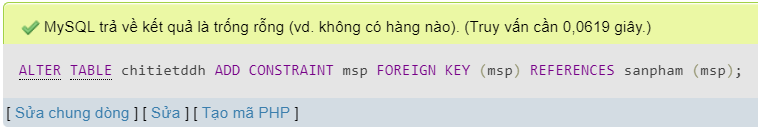 MySQL trả về kết quả là trống rỗng (vd. không có hàng nào). (Truy vấn cần 0,0619 giây.)
ALTER TABLE chitietddh ADD CONSTRAINT msp FOREIGN KEY (msp) REFERENCES sanpham (msp);
[ Sửa chung dòng ] [ Sửa ] [ Tạo mã PHP ]